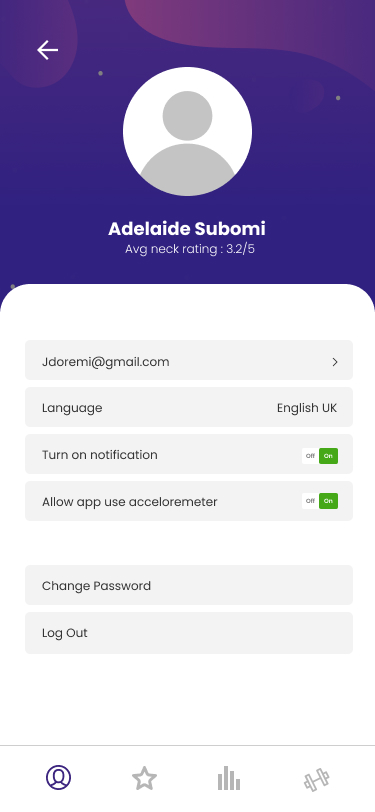 Adelaide Subomi
Avg neck rating : 3.2/5
Jdoremi@gmail.com
Language English UK
Turn on notification Off On
Allow app use acceloremeter Off On
Change Password
Log Out